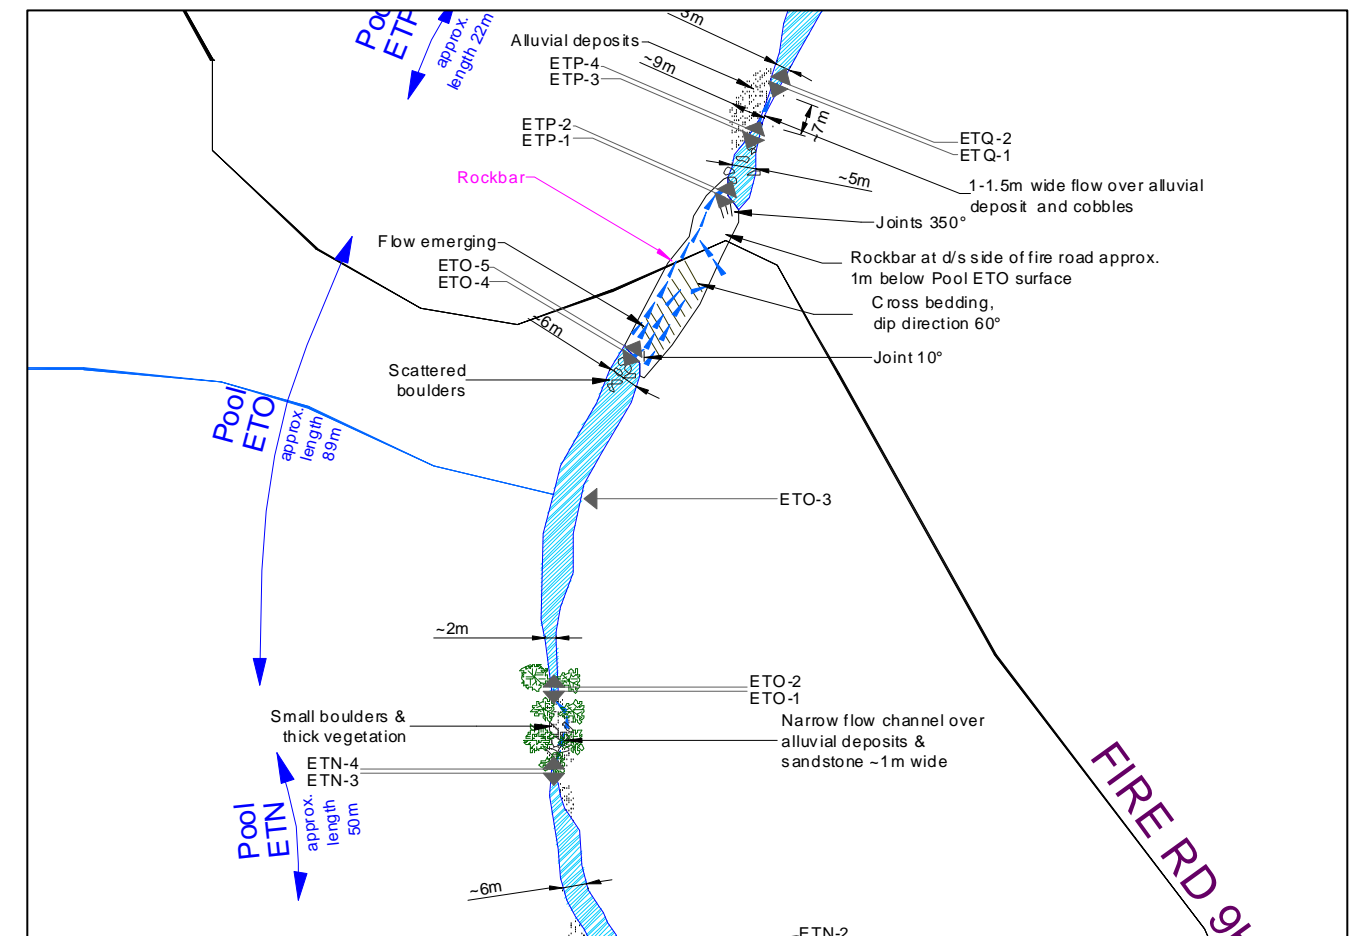 Pool
ETP
approx.
length 22m
~3m
Alluvial deposits
ETP-4
~9m
ETP-3
ETP-2
ETP-1
~7m
ETQ-2
ETQ-1
~5m
1-1.5m wide flow over alluvial
deposit and cobbles
Rockbar
Joints 350°
Flow emerging
ETO-5
ETO-4
Rockbar at d/s side of fire road approx.
1m below Pool ETO surface
Cross bedding,
dip direction 60°
~6m
Joint 10°
Scattered
boulders
Pool
ETO
approx.
length
89m
ETO-3
~2m
ETO-2
ETO-1
Small boulders &
thick vegetation
Narrow flow channel over
alluvial deposits &
sandstone ~1m wide
ETN-4
ETN-3
Pool
ETN
approx.
length
50m
~6m
FIRE RD
ETN-2